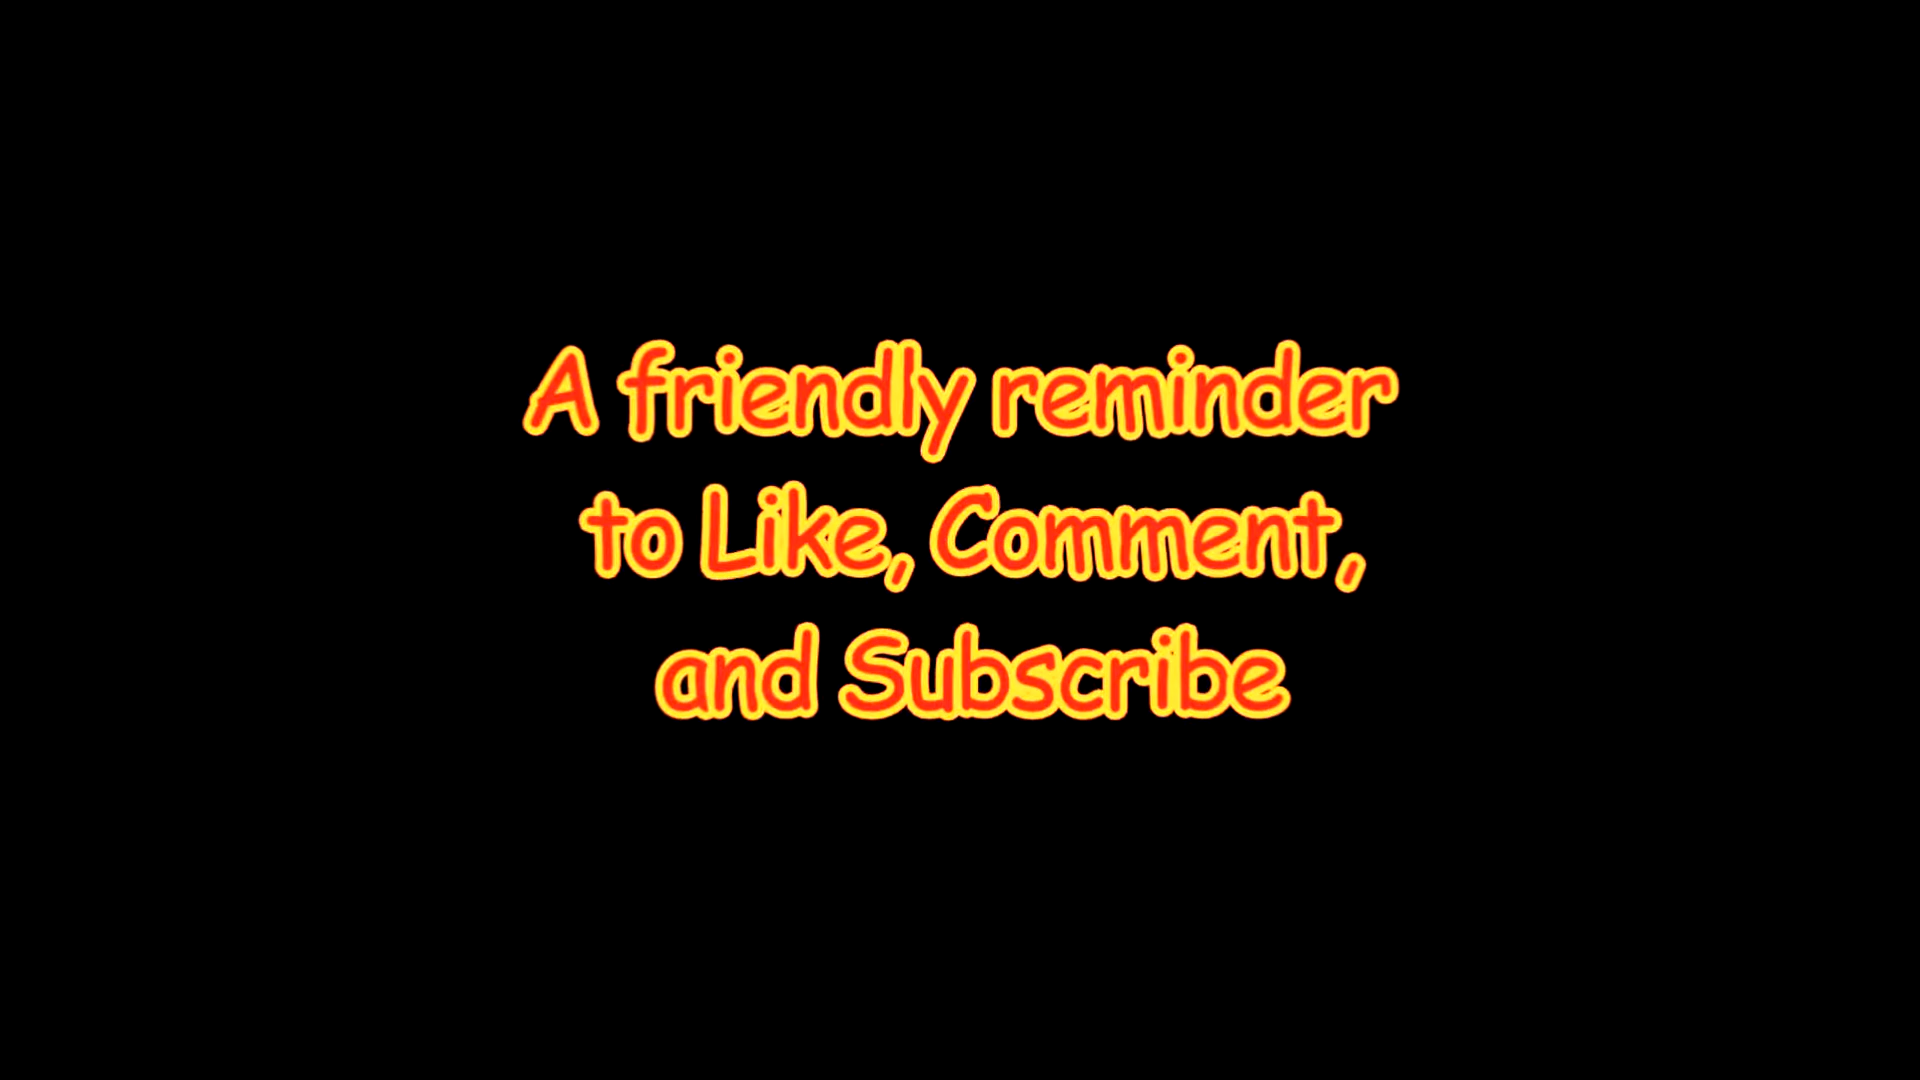 A friendly reminder
to Like, Comment,
and Subscribe